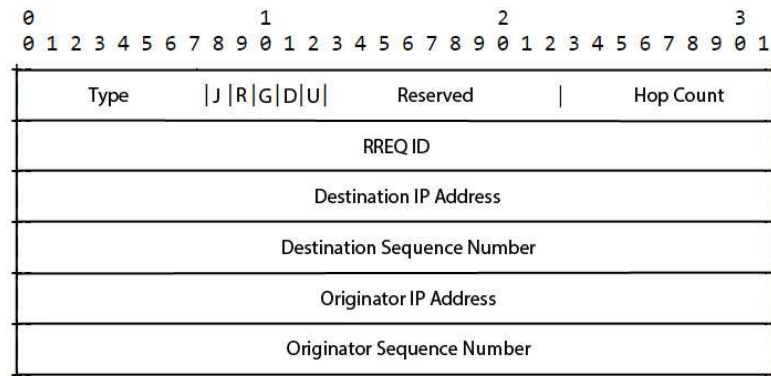 0 1 2 3
0 1 2 3 4 5 6 7 8 9 0 1 2 3 4 5 6 7 8 9 0 1 2 3 4 5 6 7 8 9 0 1
Type |J|R|G|D|U| Reserved | Hop Count
RREQ ID
Destination IP Address
Destination Sequence Number
Originator IP Address
Originator Sequence Number